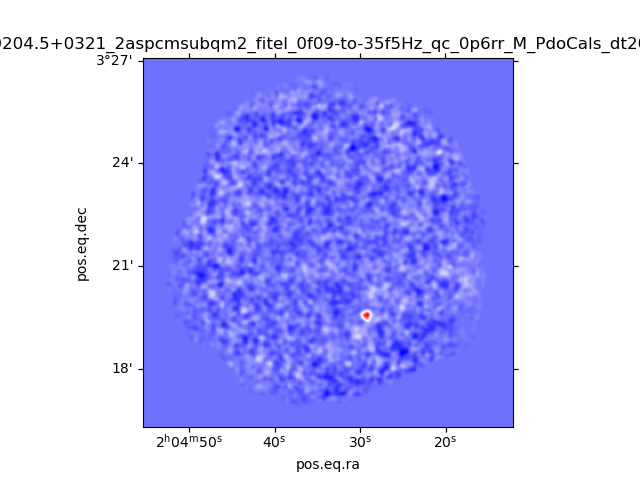 0204.5+0321_2aspcmsubqm2_fitel_0f09-to-35f5Hz_qc_0p6rr_M_PdoCals_dt20
3°27'
24'
21'
18'
pos.eq.dec
2h04m50s 40s 30s 20s
pos.eq.ra